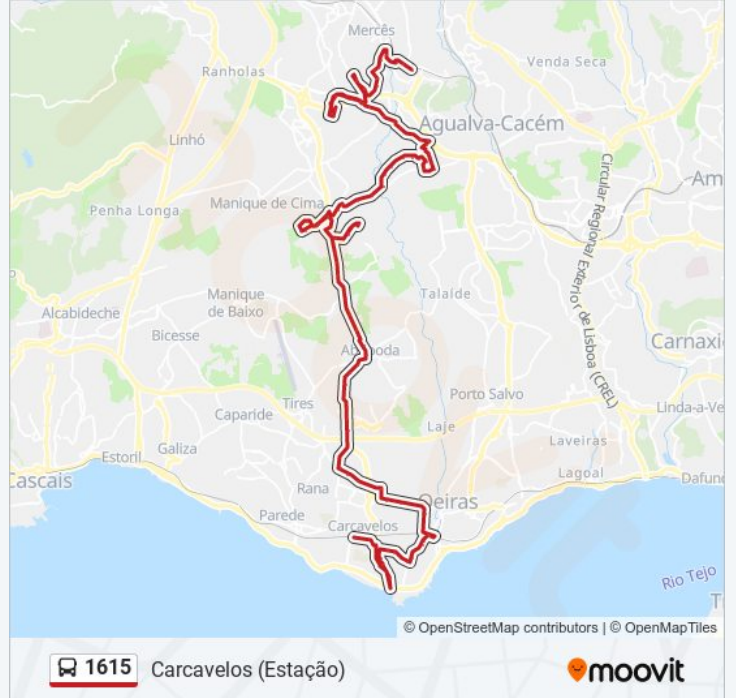 Mercês
Ranholas
Venda Seca
Agualva-Cacém
Linhó
Am
Circular Regional Exterior de Lisboa (CREL)
Penha Longa
Manique de Cima
Manique
de Baixo
Talaíde
Alcabideche
Bicesse
Carnaxi
Porto Salvo
Tires
Caparide
Linda-a-Ve
Laje
Laveiras
Estoril
Galiza
Lagoal
Cascais
Dafun
Rana
Oeiras
Parede
Carcavelos
Rio Tejo
T
© OpenStreetMap contributors | © OpenMapTiles
1615 Carcavelos (Estação)
moovit